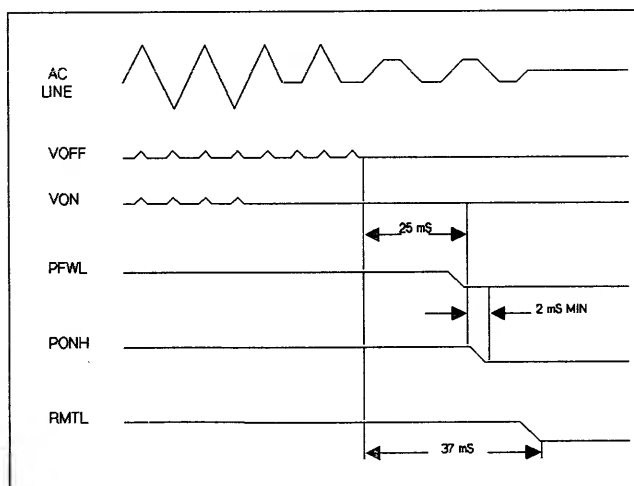 AC
LINE
VOFF
VON
25 mS
PFWL
2 mS MIN
PONH
RMTL
37 mS